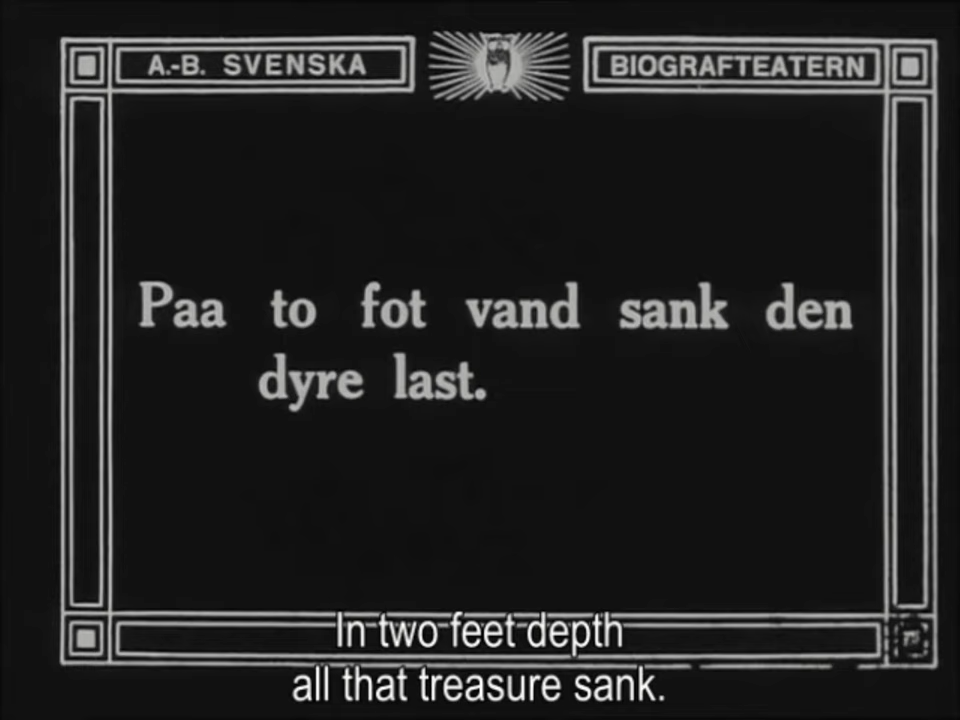 A.-B. SVENSKA
BIOGRAFTEATERN
Paa to fot vand sank den
dyre last.
In two feet depth
all that treasure sank.